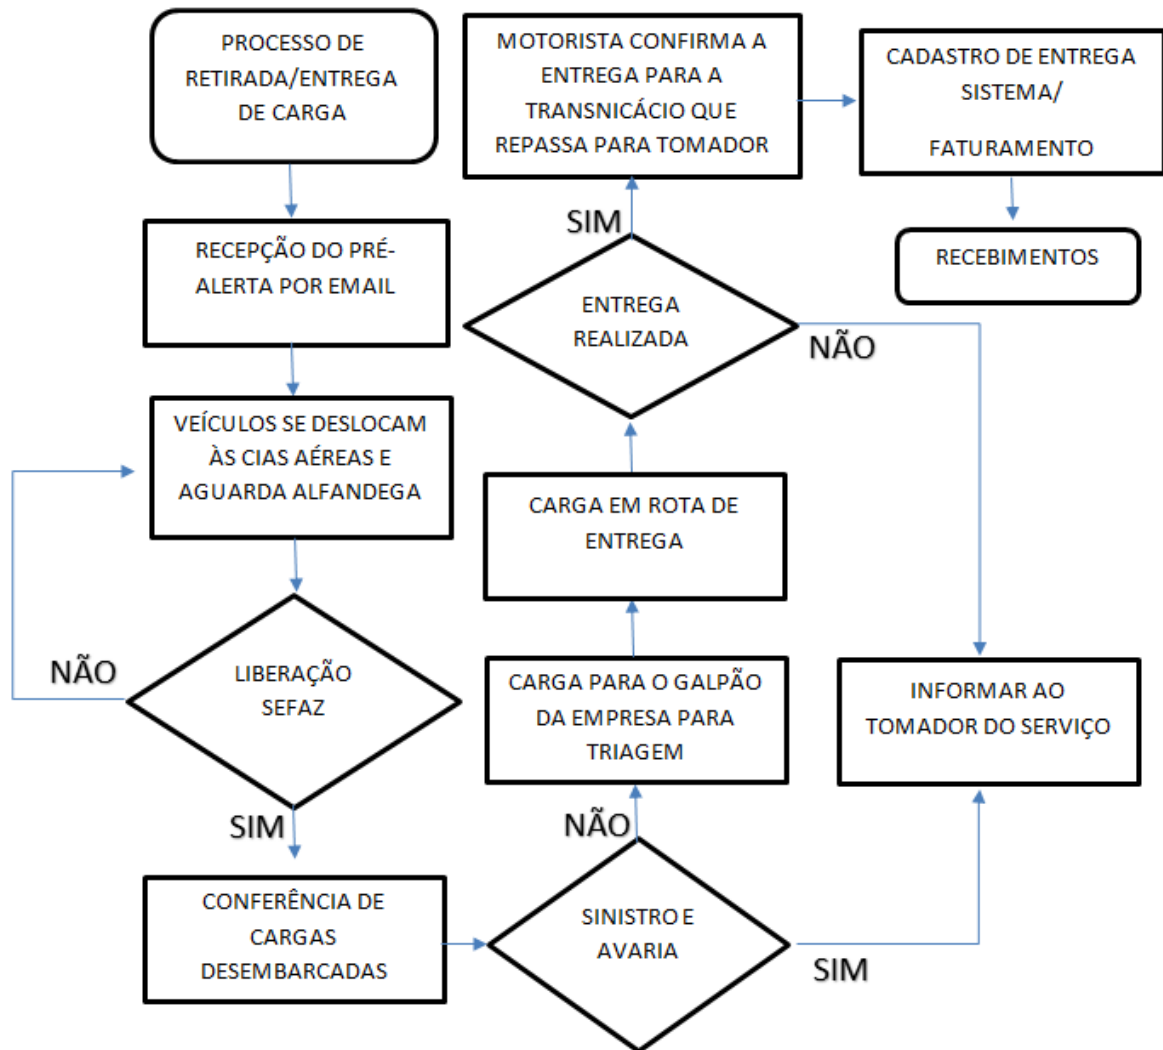 PROCESSO DE
RETIRADA/ENTREGA
DE CARGA
RECEPÇÃO DO PRÉ-
ALERTA POR EMAIL
VEÍCULOS SE DESLOCAM
ÀS CIAS AÉREAS E
AGUARDA ALFANDEGA
LIBERAÇÃO
SEFAZ
NÃO
SIM
CONFERÊNCIA DE
CARGAS
DESEMBARCADAS
SINISTRO E
AVARIA
NÃO
SIM
CARGA PARA O GALPÃO
DA EMPRESA PARA
TRIAGEM
CARGA EM ROTA DE
ENTREGA
ENTREGA
REALIZADA
SIM
NÃO
MOTORISTA CONFIRMA A
ENTREGA PARA A
TRANSNICÁCIO QUE
REPASSA PARA TOMADOR
CADASTRO DE ENTREGA
SISTEMA/
FATURAMENTO
RECEBIMENTOS
INFORMAR AO
TOMADOR DO SERVIÇO